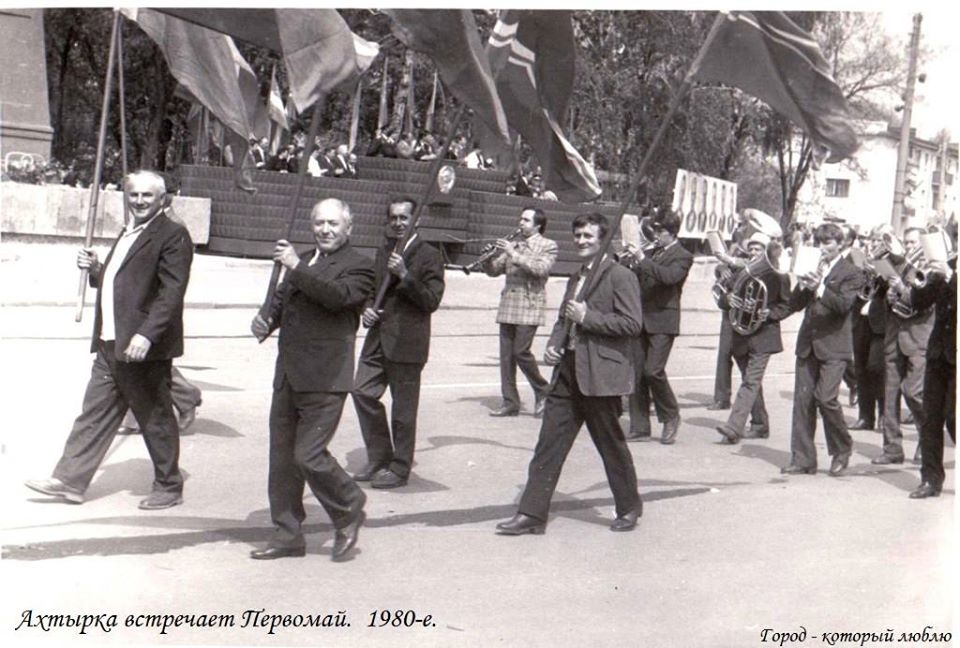 Ахтырка встречает Первомай. 1980-е.
Город - который люблю